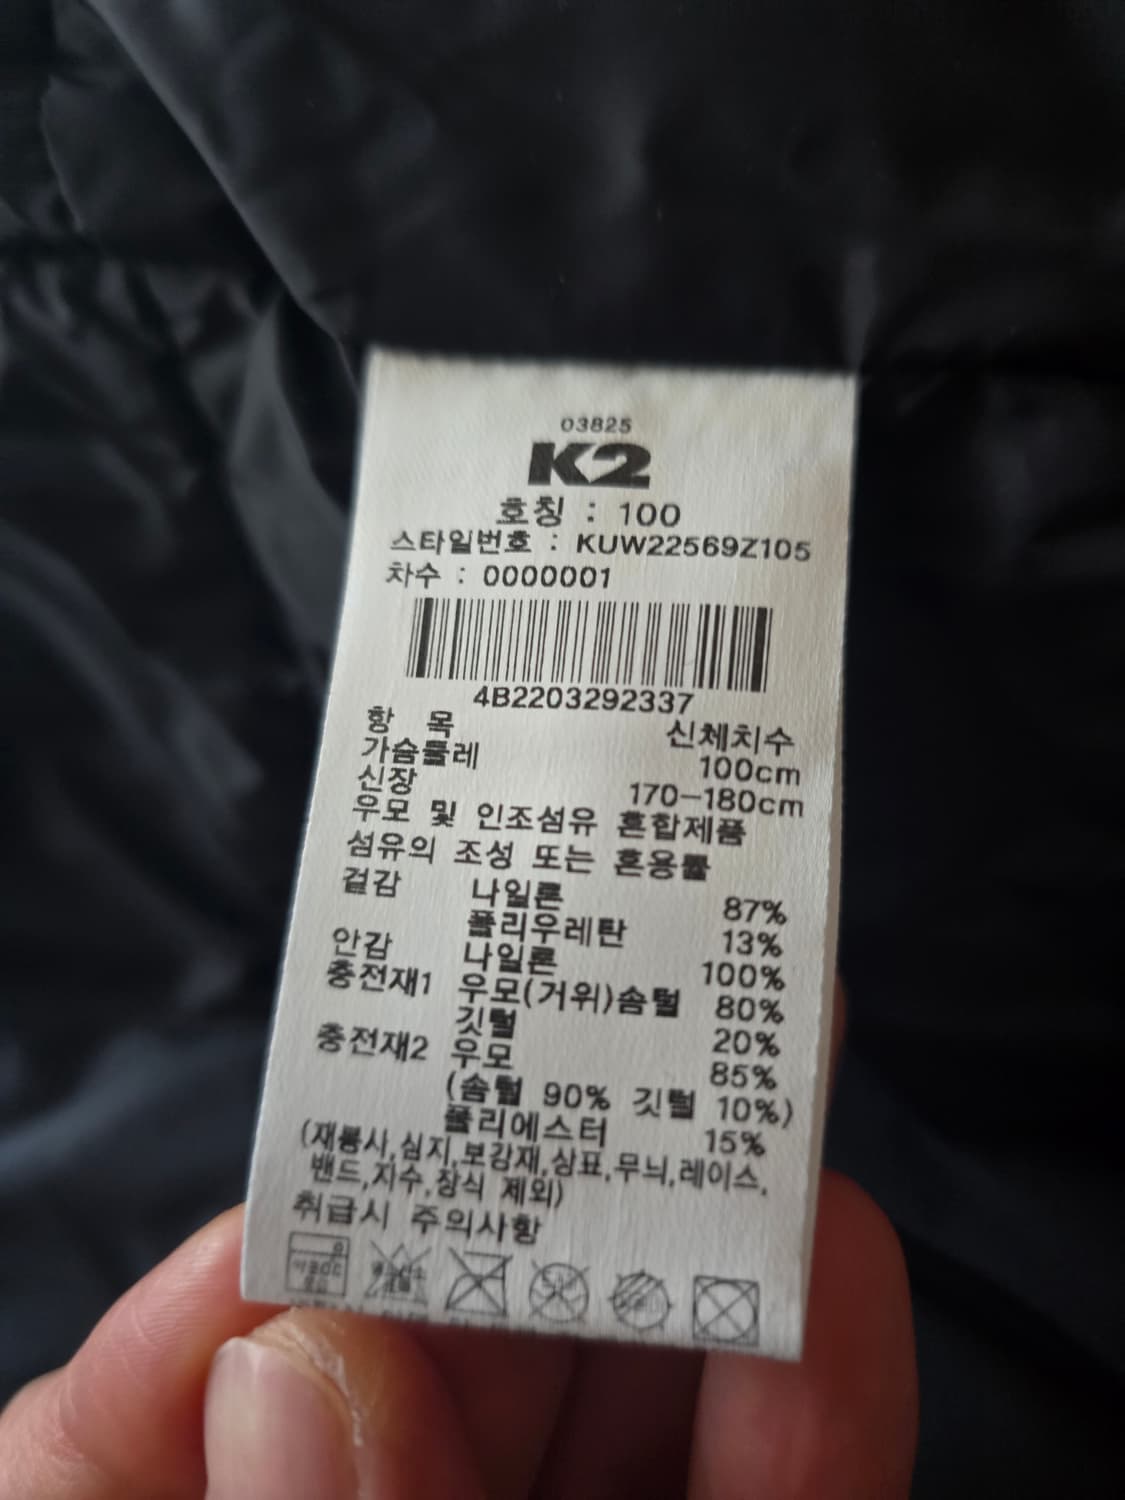 03825
K2
호칭 : 100
스타일번호 : KUW22569Z105
차수 : 0000001
4B2203292337
항 목 신체치수
가슴둘레 100cm
신장 170-180cm
우모 및 인조섬유 혼합제품
섬유의 조성 또는 혼용률
겉감 나일론 87%
폴리우레탄 13%
안감 나일론 100%
충전재1 우모(거위)솜털 80%
깃털 20%
충전재2 우모 85%
(솜털 90% 깃털 10%)
폴리에스터 15%
(재봉사,심지,보강재,상표,무늬,레이스,
밴드,자수,장식 제외)
취급시 주의사항